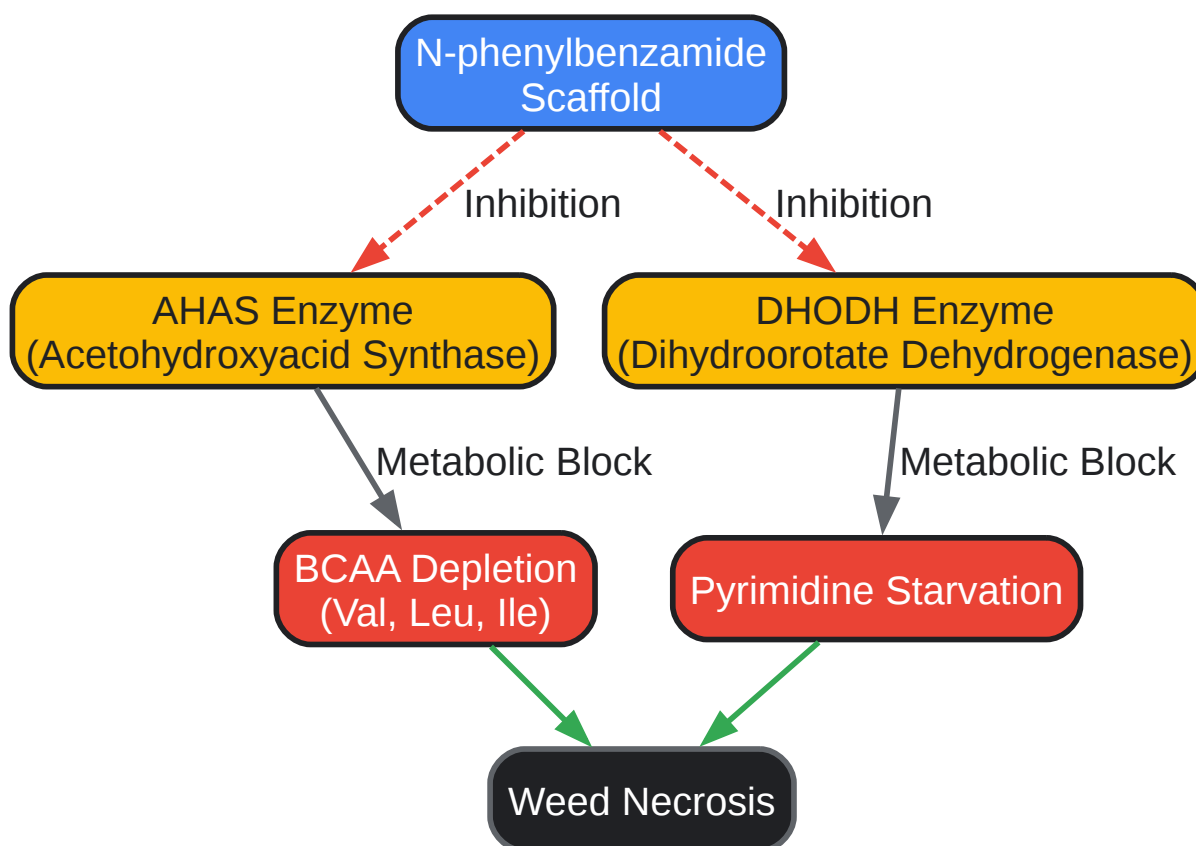 N-phenylbenzamide
Scaffold
Inhibition
Inhibition
AHAS Enzyme
(Acetohydroxyacid Synthase)
DHODH Enzyme
(Dihydroorotate Dehydrogenase)
Metabolic Block
Metabolic Block
BCAA Depletion
(Val, Leu, Ile)
Pyrimidine Starvation
Weed Necrosis